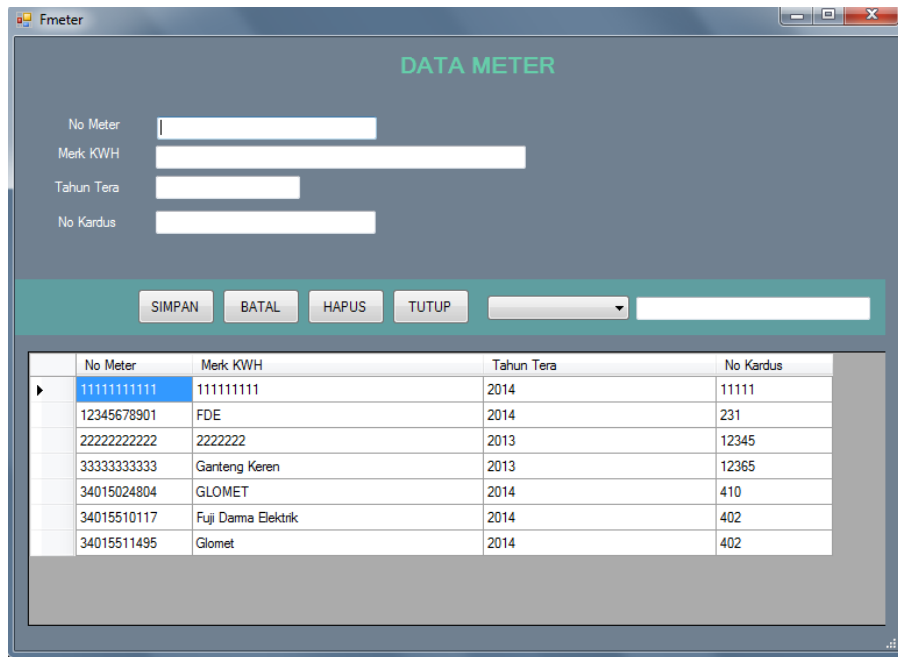 Fmeter
DATA METER
No Meter
Merk KWH
Tahun Tera
No Kardus
SIMPAN BATAL HAPUS TUTUP
No Meter Merk KWH Tahun Tera No Kardus
11111111111 111111111 2014 11111
12345678901 FDE 2014 231
22222222222 2222222 2013 12345
33333333333 Ganteng Keren 2013 12365
34015024804 GLOMET 2014 410
34015510117 Fuji Darma Elektrik 2014 402
34015511495 Glomet 2014 402